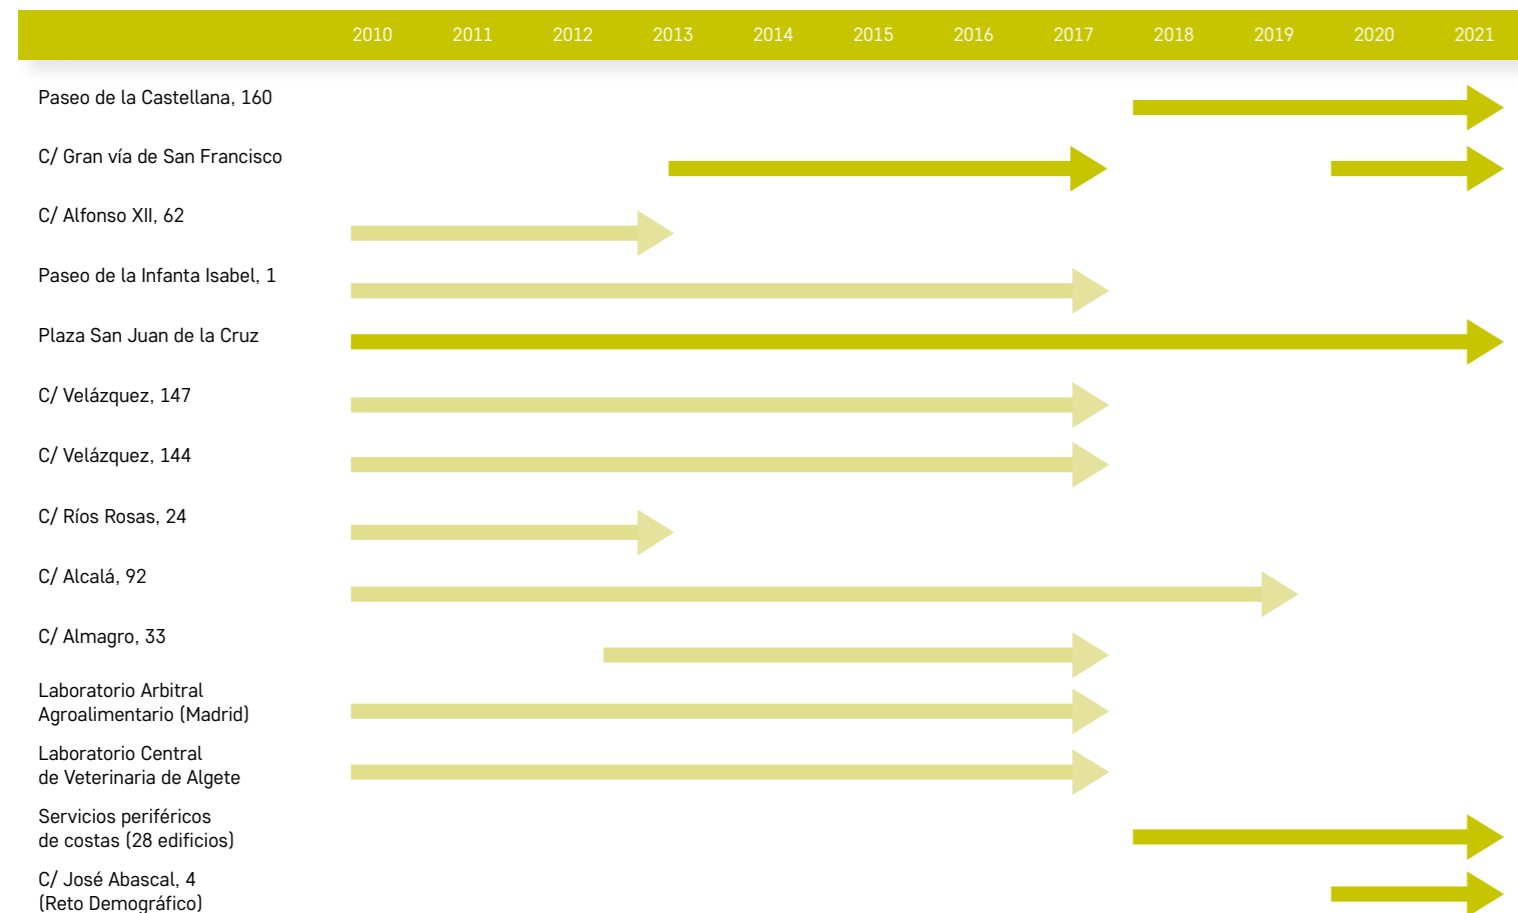 2010 2011 2012 2013 2014 2015 2016 2017 2018 2019 2020 2021
Paseo de la Castellana, 160
C/ Gran vía de San Francisco
C/ Alfonso XII, 62
Paseo de la Infanta Isabel, 1
Plaza San Juan de la Cruz
C/ Velázquez, 147
C/ Velázquez, 144
C/ Ríos Rosas, 24
C/ Alcalá, 92
C/ Almagro, 33
Laboratorio Arbitral
Agroalimentario (Madrid)
Laboratorio Central
de Veterinaria de Algete
Servicios periféricos
de costas (28 edificios)
C/ José Abascal, 4
(Reto Demográfico)